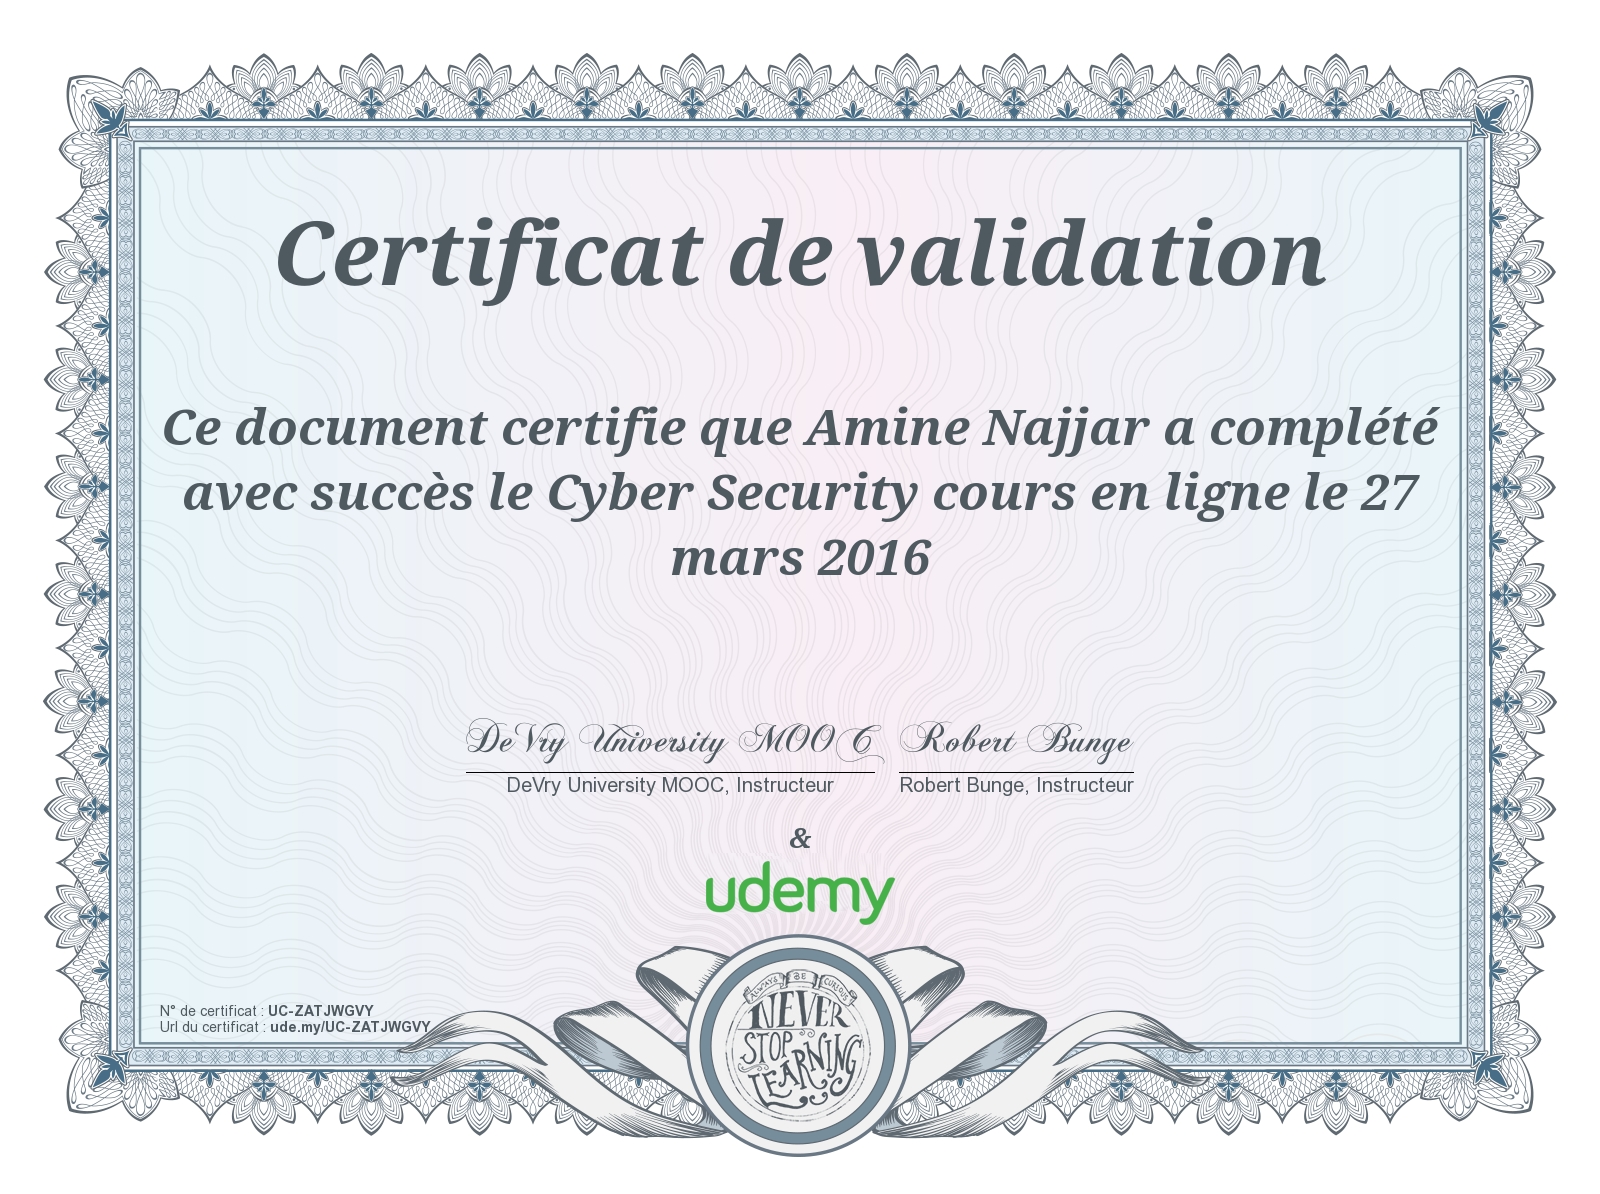 Certificat de validation
Ce document certifie que Amine Najjar a complété
avec succès le Cyber Security cours en ligne le 27
mars 2016
DeVry University MOOC Robert Bunge
DeVry University MOOC, Instructeur Robert Bunge, Instructeur
&
udemy
ALWAYS BE CURIOUS
NEVER
STOP
LEARNING
N° de certificat : UC-ZATJWGVY
Url du certificat : ude.my/UC-ZATJWGVY